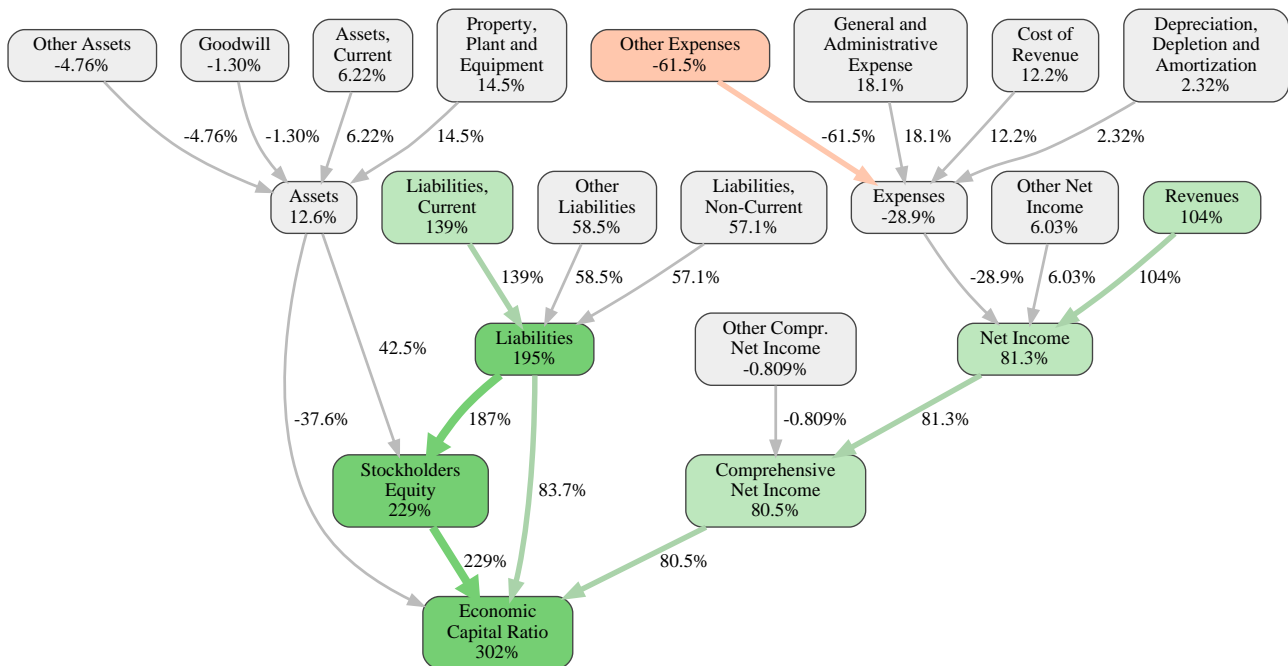 Other Assets
-4.76%
Goodwill
-1.30%
Assets,
Current
6.22%
Property,
Plant and
Equipment
14.5%
Other Expenses
-61.5%
General and
Administrative
Expense
18.1%
Cost of
Revenue
12.2%
Depreciation,
Depletion and
Amortization
2.32%
-4.76%
-1.30%
6.22%
14.5%
-61.5%
18.1%
12.2%
2.32%
Assets
12.6%
Liabilities,
Current
139%
Other
Liabilities
58.5%
Liabilities,
Non-Current
57.1%
Expenses
-28.9%
Other Net
Income
6.03%
Revenues
104%
139%
58.5%
57.1%
-28.9%
6.03%
104%
42.5%
Liabilities
195%
Other Compr.
Net Income
-0.809%
Net Income
81.3%
-37.6%
187%
-0.809%
81.3%
Stockholders
Equity
229%
83.7%
Comprehensive
Net Income
80.5%
229%
80.5%
Economic
Capital Ratio
302%